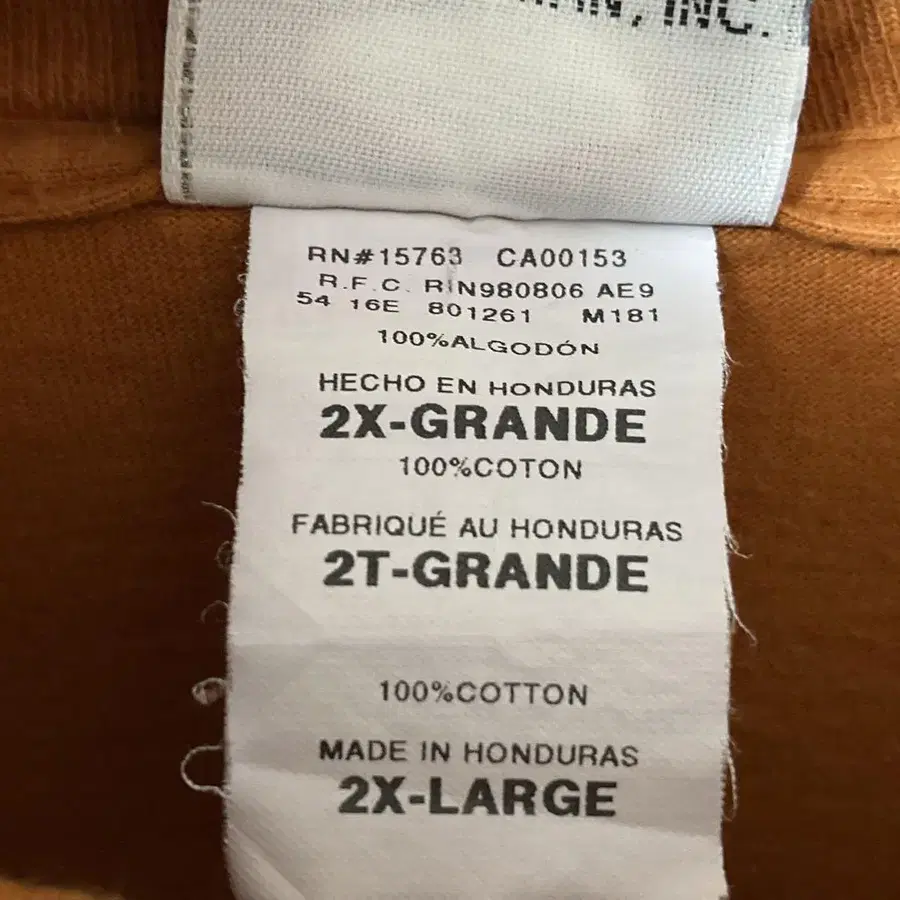 INC.
RN#15763 CA00153
R.F.C. RIN980806 AE9
54 16E 801261 M181
100%ALGODÓN
HECHO EN HONDURAS
2X-GRANDE
100%COTON
FABRIQUÉ AU HONDURAS
2T-GRANDE
100%COTTON
MADE IN HONDURAS
2X-LARGE